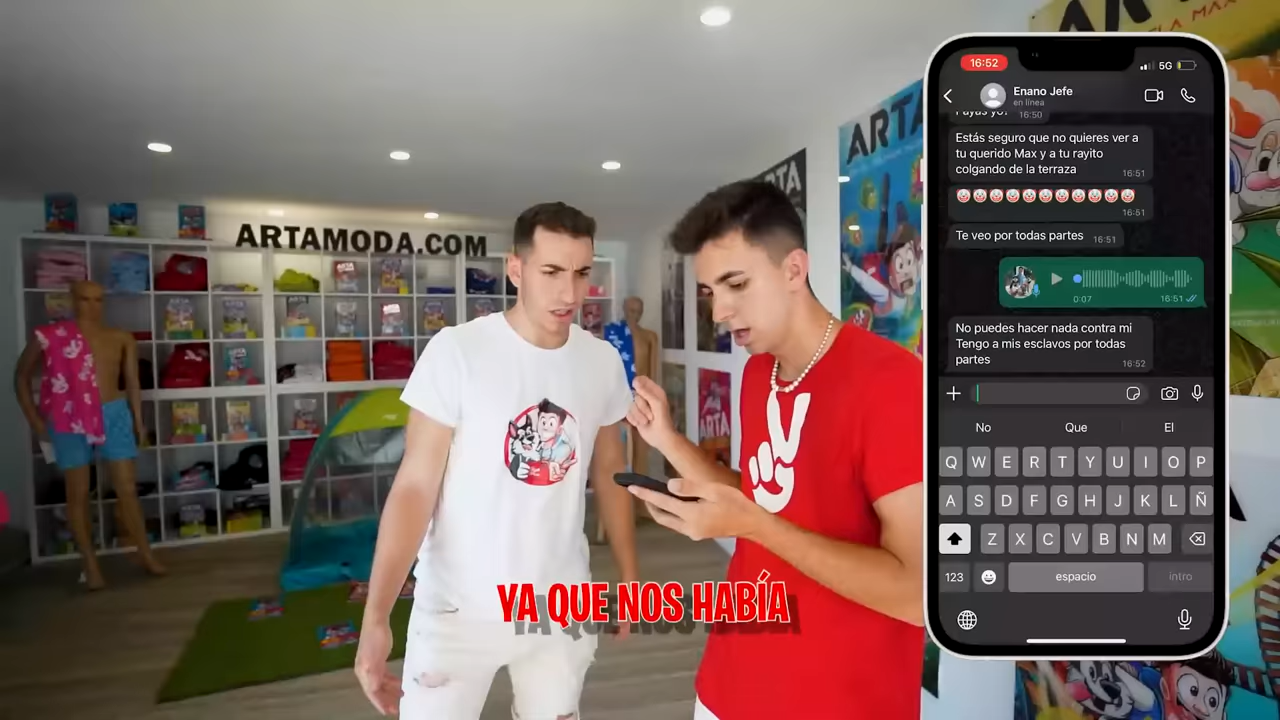 ARTAMODA.COM
ARTA
ARTA
ARTA
YA QUE NOS HABÍA
16:52
5G
Enano Jefe
en línea
16:50
Estás seguro que no quieres ver a
tu querido Max y a tu rayito
colgando de la terraza
16:51
16:51
Te veo por todas partes
16:51
0:07
16:51
No puedes hacer nada contra mi
Tengo a mis esclavos por todas
partes
16:52
No
Que
El
Q W E R T Y U I O P
A S D F G H J K L Ñ
Z X C V B N M
123
espacio
intro